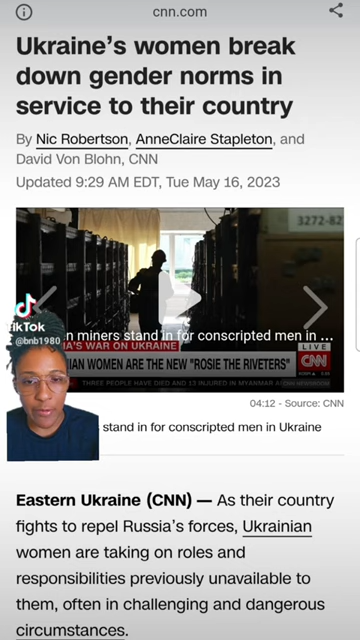 cnn.com
Ukraine's women break
down gender norms in
service to their country
By Nic Robertson, AnneClaire Stapleton, and
David Von Blohn, CNN
Updated 9:29 AM EDT, Tue May 16, 2023
3272-82
TikTok
@bnb1980
n miners stand in for conscripted men in ...
IA'S WAR ON UKRAINE
LIVE
IAN WOMEN ARE THE NEW "ROSIE THE RIVETERS"
CNN
THREE PEOPLE HAVE DIED AND 12 INJURED IN MYANMAR A
CNN NEWSROOM
04:12 - Source: CNN
stand in for conscripted men in Ukraine
Eastern Ukraine (CNN) — As their country
fights to repel Russia's forces, Ukrainian
women are taking on roles and
responsibilities previously unavailable to
them, often in challenging and dangerous
circumstances.